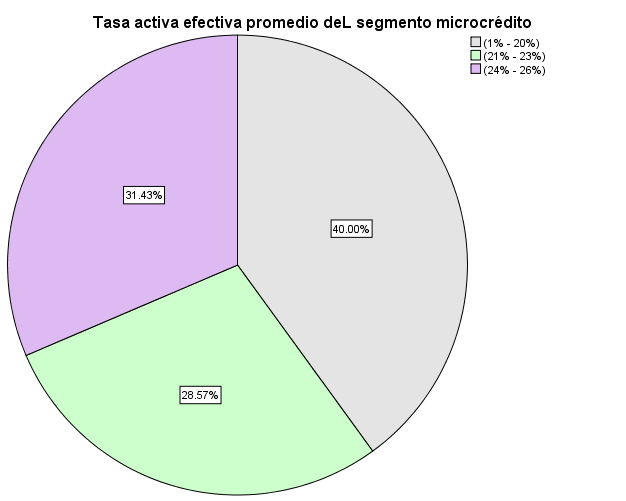 Tasa activa efectiva promedio deL segmento microcrédito
(1% - 20%)
(21% - 23%)
(24% - 26%)
31.43%
40.00%
28.57%